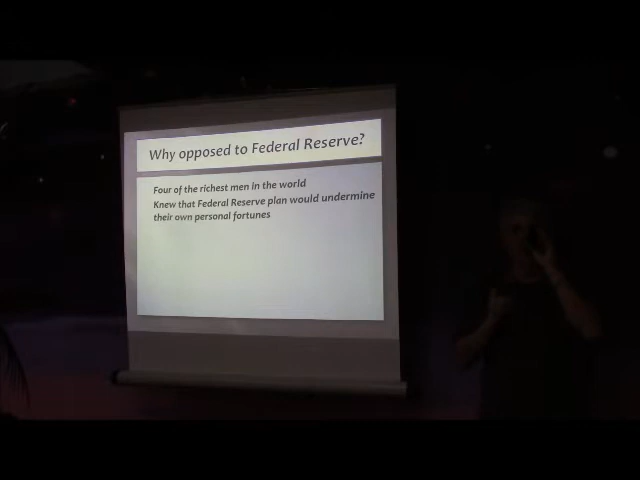 Why opposed to Federal Reserve?
Four of the richest men in the world
Knew that Federal Reserve plan would undermine
their own personal fortunes